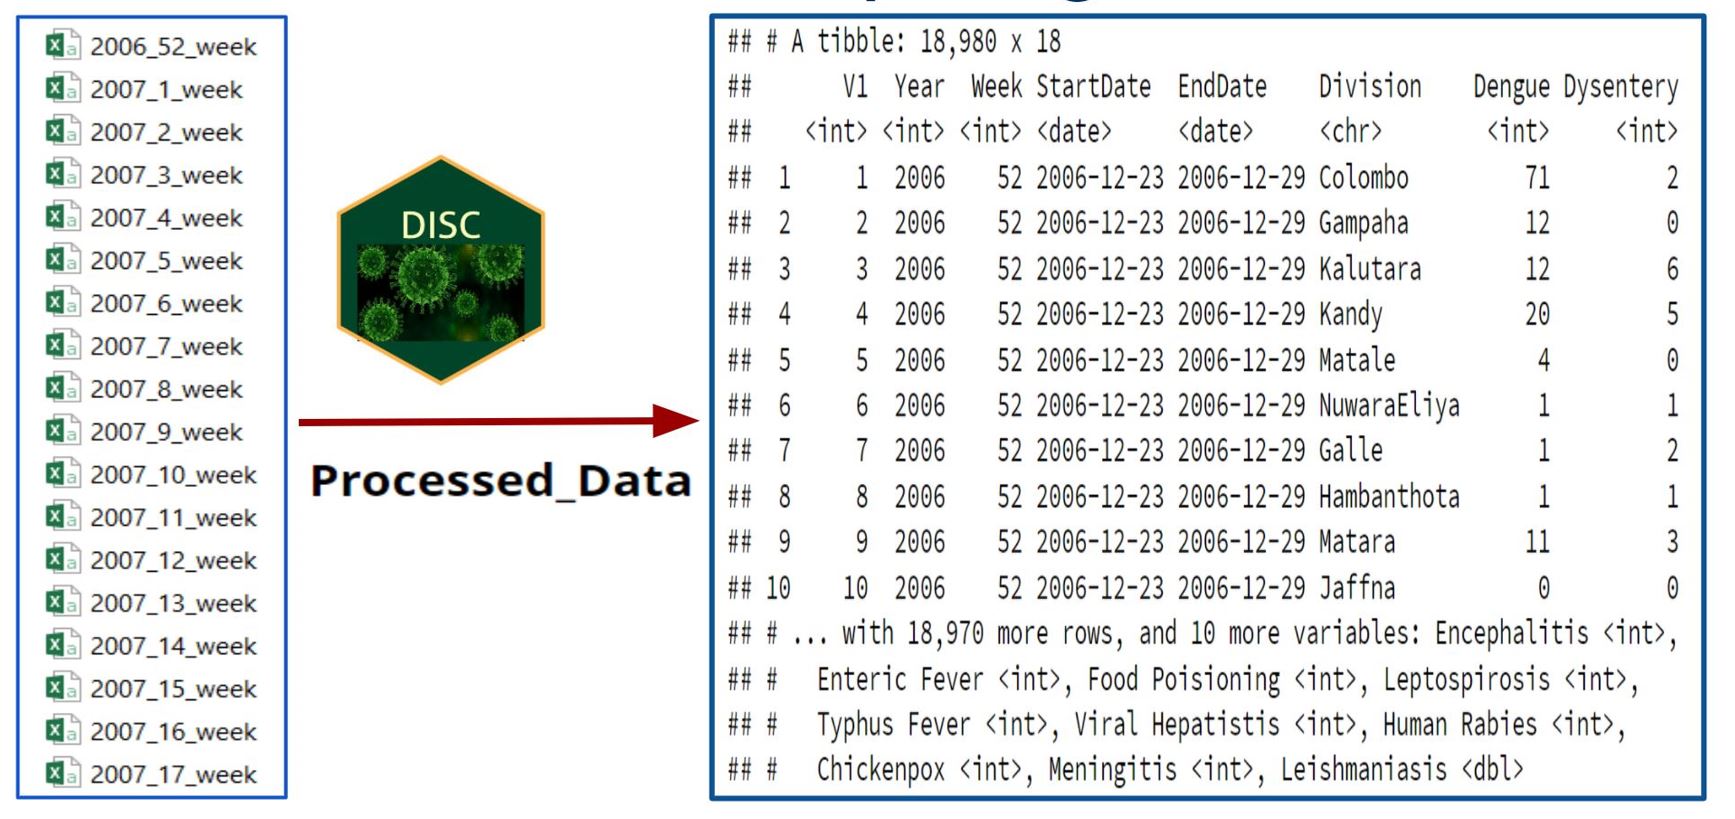 2006_52_week
2007_1_week
2007_2_week
2007_3_week
2007_4_week
2007_5_week
2007_6_week
2007_7_week
2007_8_week
2007_9_week
2007_10_week
2007_11_week
2007_12_week
2007_13_week
2007_14_week
2007_15_week
2007_16_week
2007_17_week
DISC
Processed_Data
## # A tibble: 18,980 x 18
## V1 Year Week StartDate EndDate Division Dengue Dysentery
## <int> <int> <int> <date> <date> <chr> <int> <int>
## 1 1 2006 52 2006-12-23 2006-12-29 Colombo 71 2
## 2 2 2006 52 2006-12-23 2006-12-29 Gampaha 12 0
## 3 3 2006 52 2006-12-23 2006-12-29 Kalutara 12 6
## 4 4 2006 52 2006-12-23 2006-12-29 Kandy 20 5
## 5 5 2006 52 2006-12-23 2006-12-29 Matale 4 0
## 6 6 2006 52 2006-12-23 2006-12-29 NuwaraEliya 1 1
## 7 7 2006 52 2006-12-23 2006-12-29 Galle 1 2
## 8 8 2006 52 2006-12-23 2006-12-29 Hambanthota 1 1
## 9 9 2006 52 2006-12-23 2006-12-29 Matara 11 3
## 10 10 2006 52 2006-12-23 2006-12-29 Jaffna 0 0
## # ... with 18,970 more rows, and 10 more variables: Encephalitis <int>,
## # Enteric Fever <int>, Food Poisioning <int>, Leptospirosis <int>,
## # Typhus Fever <int>, Viral Hepatistis <int>, Human Rabies <int>,
## # Chickenpox <int>, Meningitis <int>, Leishmaniasis <dbl>